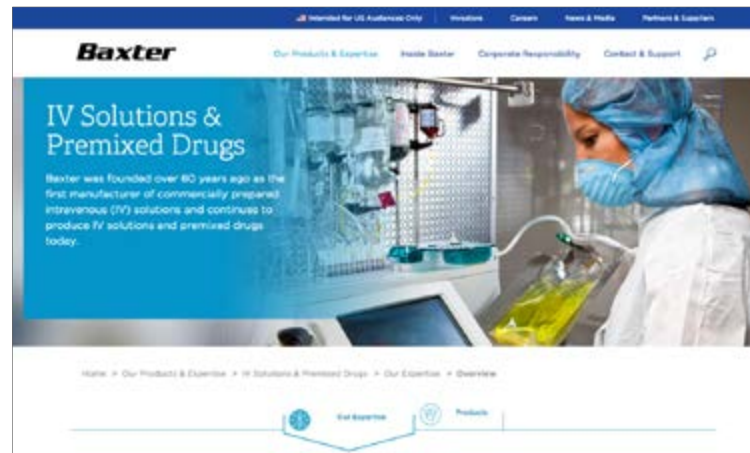 Intended for US Audiences Only Investors Careers News & Media Partners & Suppliers
Baxter
Our Products & Expertise Inside Baxter Corporate Responsibility Contact & Support
IV Solutions &
Premixed Drugs
Baxter was founded over 80 years ago as the
first manufacturer of commercially prepared
intravenous (IV) solutions and continues to
produce IV solutions and premixed drugs
today.
Home > Our Products & Expertise > IV Solutions & Premixed Drugs > Our Expertise > Overview
Our Expertise Products